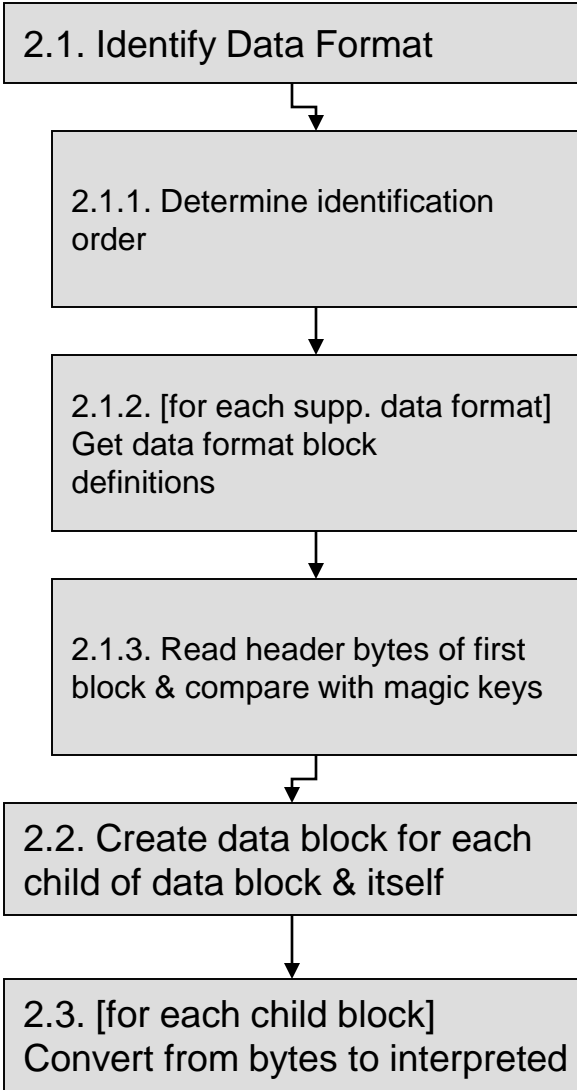 2.1. Identify Data Format
2.1.1. Determine identification
order
2.1.2. [for each supp. data format]
Get data format block
definitions
2.1.3. Read header bytes of first
block & compare with magic keys
2.2. Create data block for each
child of data block & itself
2.3. [for each child block]
Convert from bytes to interpreted